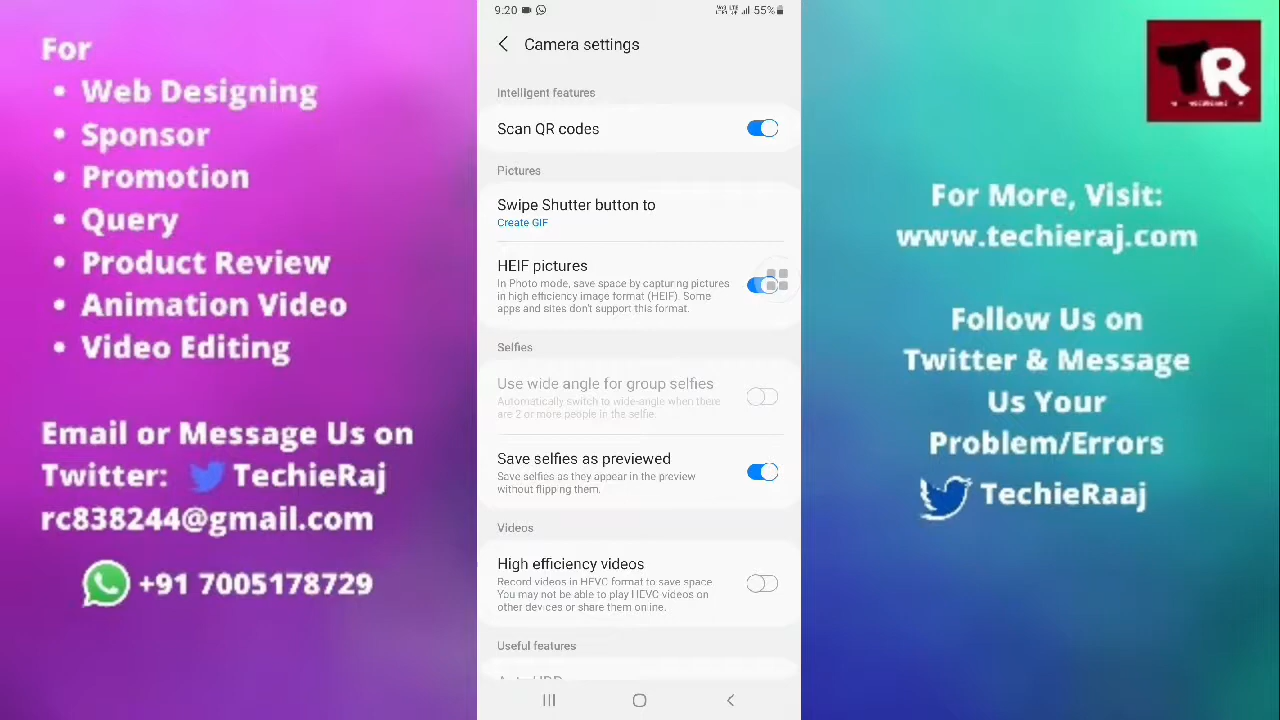 For
• Web Designing
• Sponsor
• Promotion
• Query
• Product Review
• Animation Video
• Video Editing
Email or Message Us on
Twitter: TechieRaj
rc838244@gmail.com
+91 7005178729
9:20
55%
Camera settings
Intelligent features
Scan QR codes
Pictures
Swipe Shutter button to
Create GIF
HEIF pictures
In Photo mode, save space by capturing pictures
in high efficiency image format (HEIF). Some
apps and sites don't support this format.
Selfies
Use wide angle for group selfies
Automatically switch to wide-angle when there
are 2 or more people in the selfie.
Save selfies as previewed
Save selfies as they appear in the preview
without flipping them.
Videos
High efficiency videos
Record videos in HEVC format to save space.
You may not be able to play HEVC videos on
other devices or share them online.
Useful features
TR
For More, Visit:
www.techieraj.com
Follow Us on
Twitter & Message
Us Your
Problem/Errors
TechieRaaj